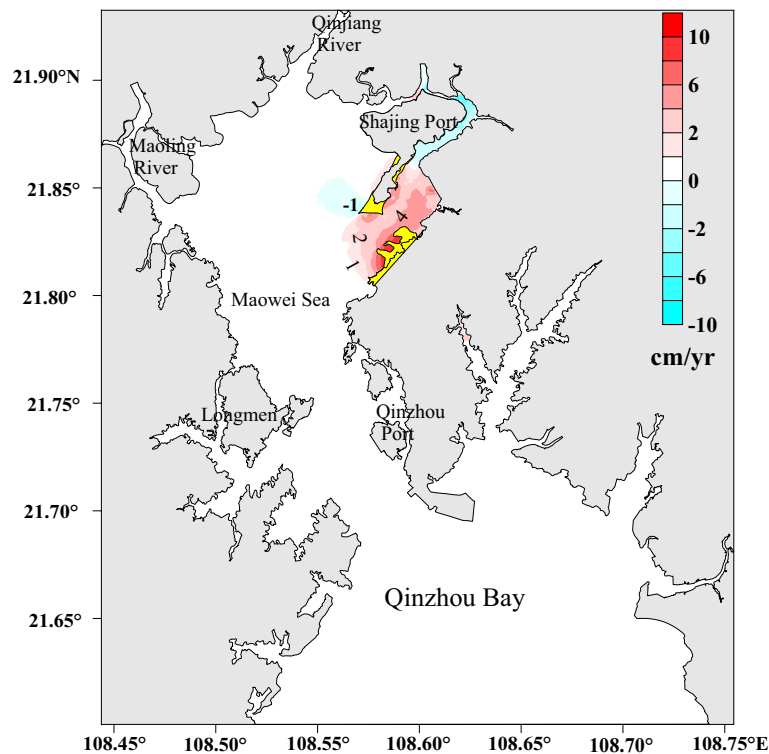 Qinjiang
River
10
21.90°N
6
Shajing Port
2
Maoling
River
21.85°
0
-1
4
-2
2
-6
1
21.80°
Maowei Sea
-10
cm/yr
21.75°
Longmen
Qinzhou
Port
21.70°
21.65°
Qinzhou Bay
108.45° 108.50° 108.55° 108.60° 108.65° 108.70° 108.75°E